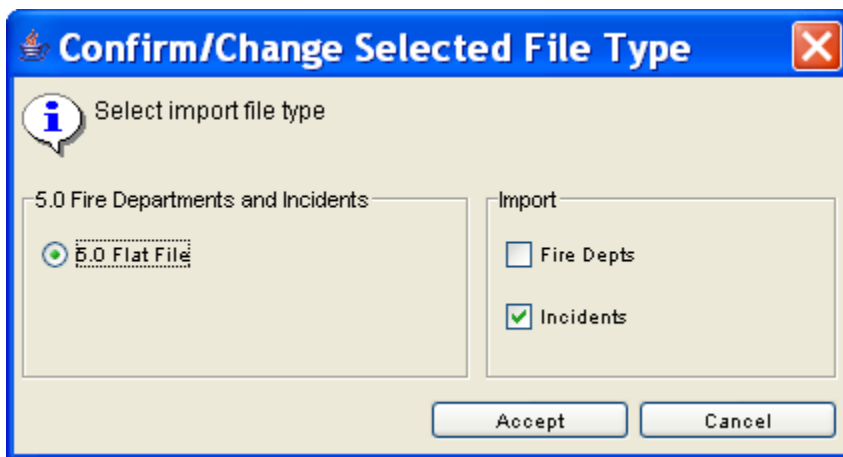 Confirm/Change Selected File Type
Select import file type
5.0 Fire Departments and Incidents
5.0 Flat File
Import
Fire Depts
Incidents
Accept
Cancel